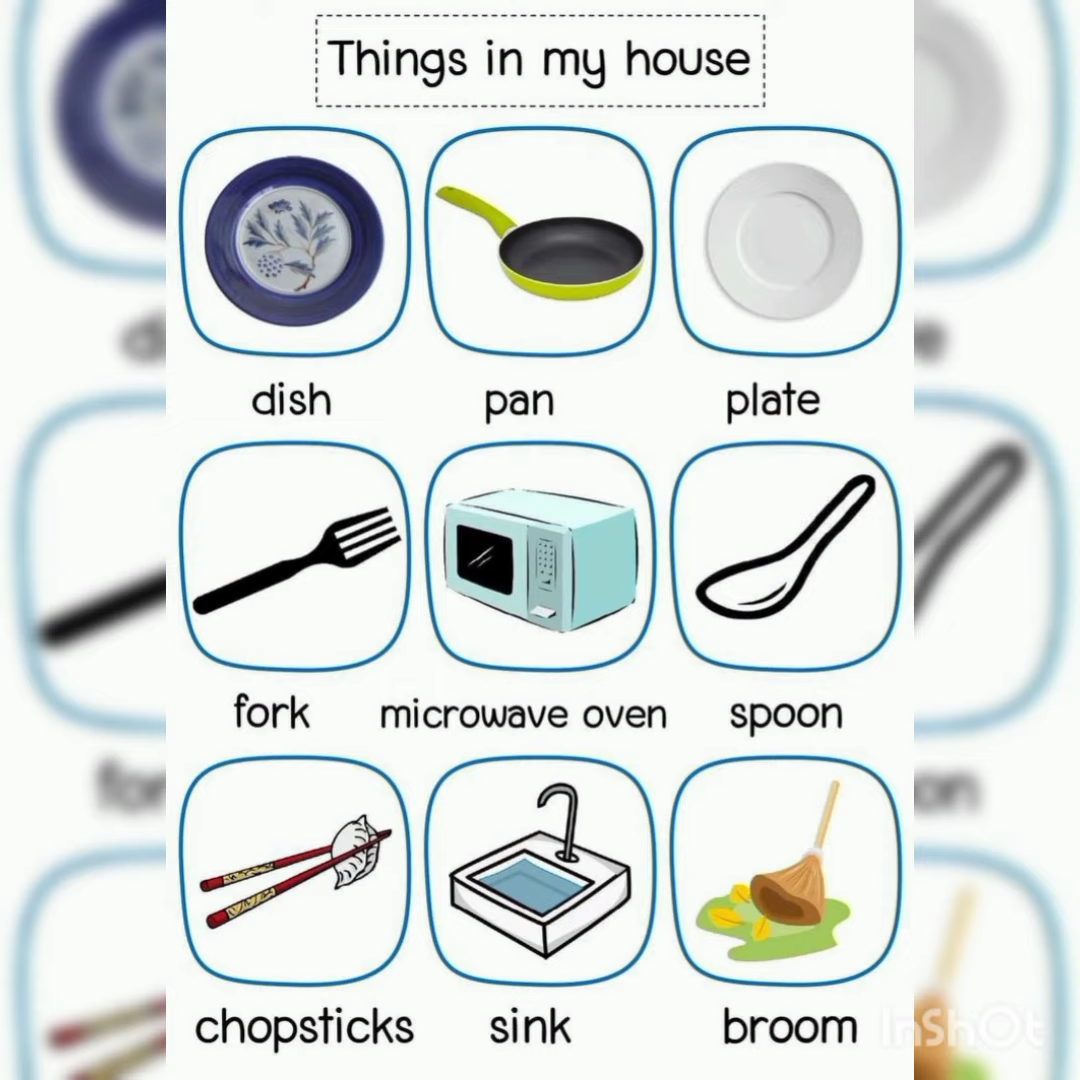 Things in my house
dish pan plate
fork microwave oven spoon
chopsticks sink broom
InShOt